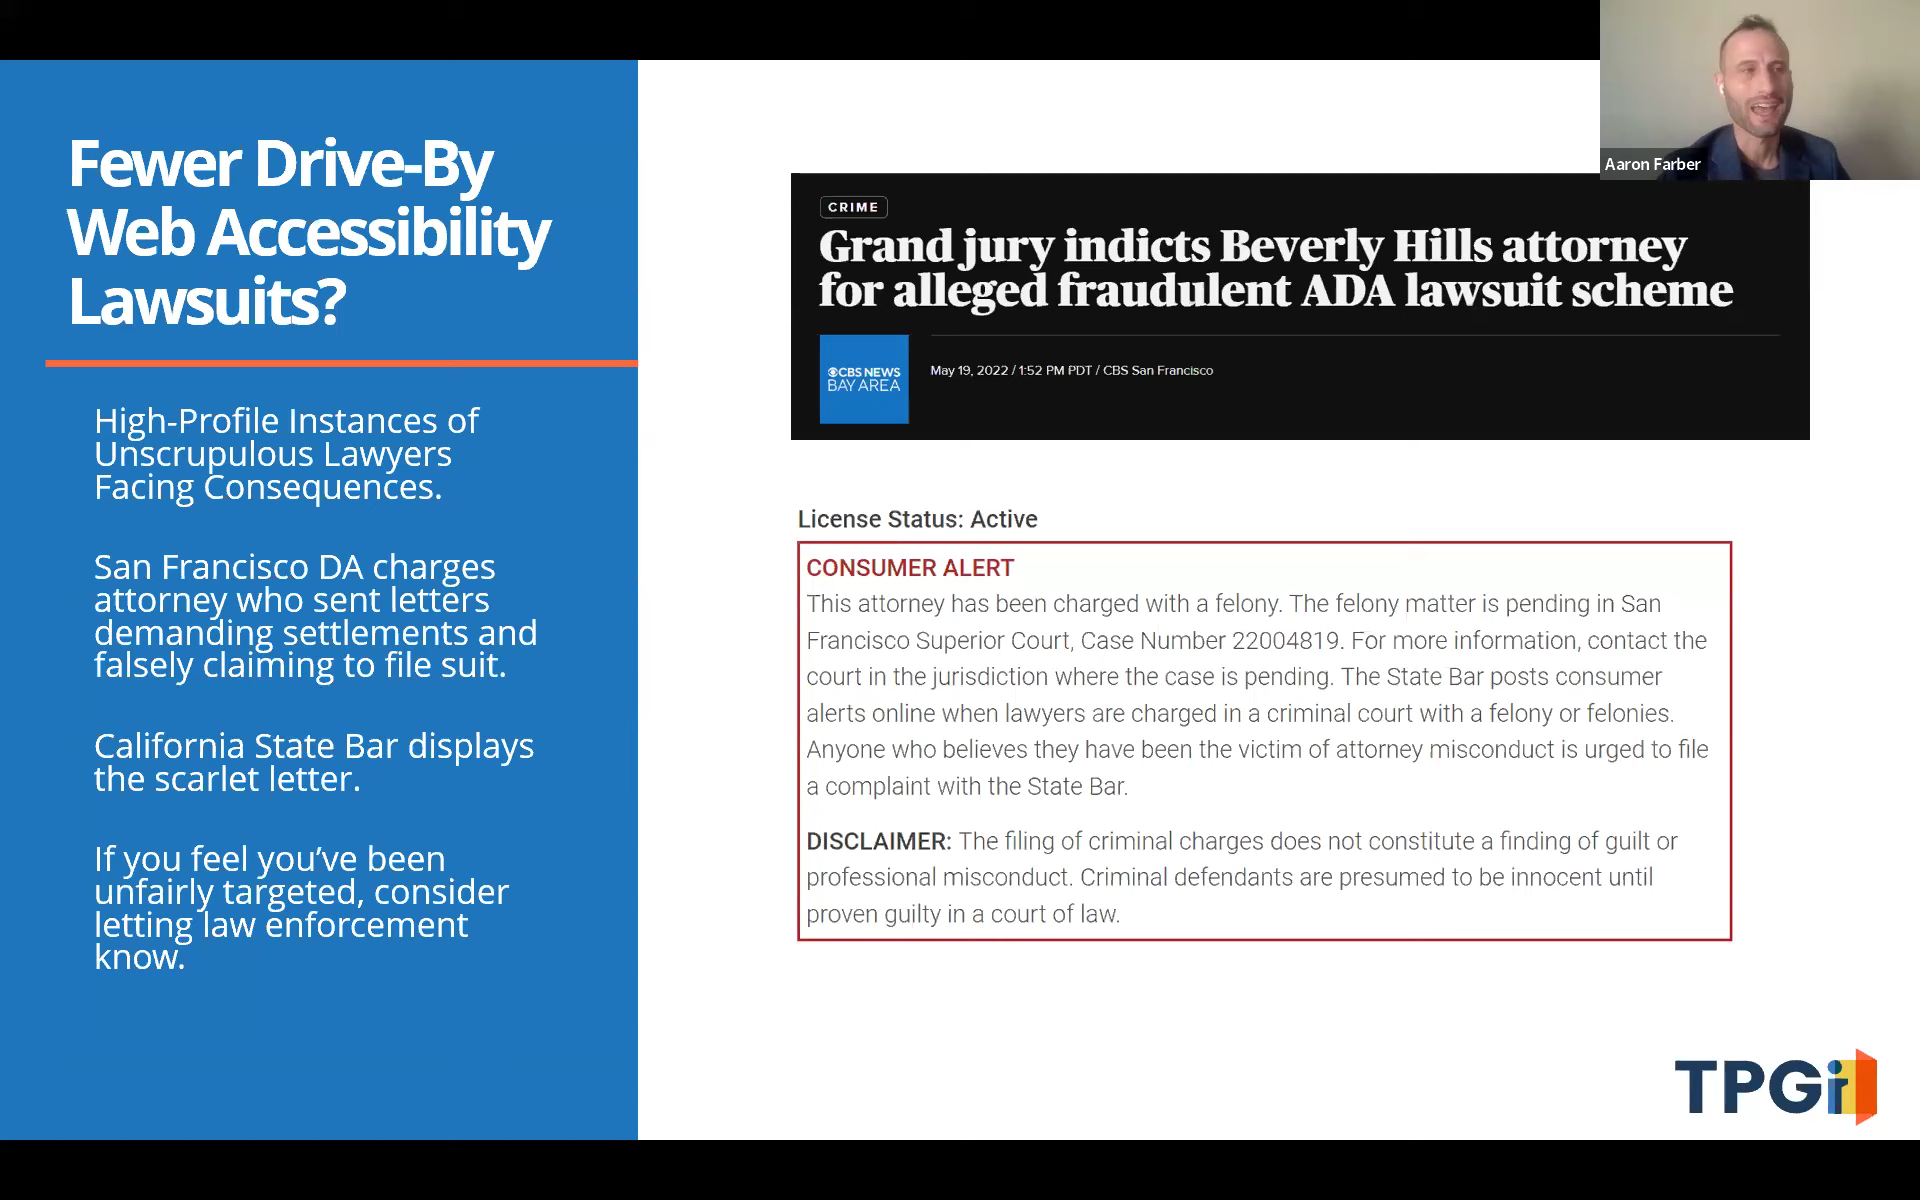 Fewer Drive-By
Web Accessibility
Lawsuits?
High-Profile Instances of
Unscrupulous Lawyers
Facing Consequences.
San Francisco DA charges
attorney who sent letters
demanding settlements and
falsely claiming to file suit.
California State Bar displays
the scarlet letter.
If you feel you’ve been
unfairly targeted, consider
letting law enforcement
know.
Aaron Farber
CRIME
Grand jury indicts Beverly Hills attorney
for alleged fraudulent ADA lawsuit scheme
CBS NEWS
BAY AREA
May 19, 2022 / 1:52 PM PDT / CBS San Francisco
License Status: Active
CONSUMER ALERT
This attorney has been charged with a felony. The felony matter is pending in San
Francisco Superior Court, Case Number 22004819. For more information, contact the
court in the jurisdiction where the case is pending. The State Bar posts consumer
alerts online when lawyers are charged in a criminal court with a felony or felonies.
Anyone who believes they have been the victim of attorney misconduct is urged to file
a complaint with the State Bar.
DISCLAIMER: The filing of criminal charges does not constitute a finding of guilt or
professional misconduct. Criminal defendants are presumed to be innocent until
proven guilty in a court of law.
TPGi